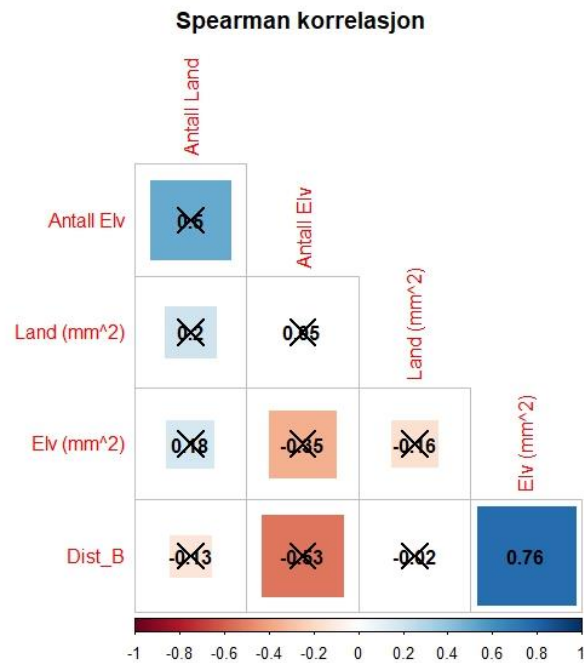 Spearman korrelasjon
Antall Land
Antall Elv
Land (mm^2)
Elv (mm^2)
Antall Elv
0.5
Land (mm^2)
0.2
0.05
Elv (mm^2)
0.18
-0.35
-0.16
Dist_B
-0.13
-0.53
-0.02
0.76
-1 -0.8 -0.6 -0.4 -0.2 0 0.2 0.4 0.6 0.8 1